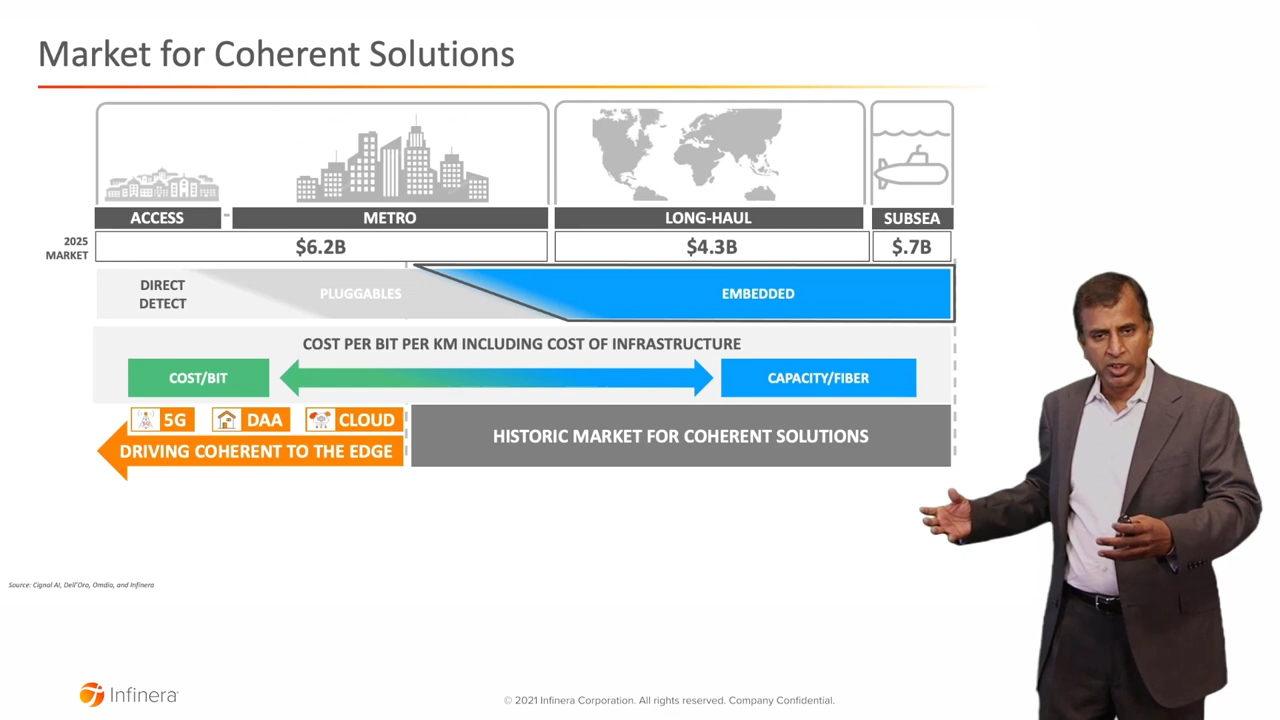 Market for Coherent Solutions
ACCESS
METRO
LONG-HAUL
SUBSEA
2025
MARKET
$6.2B
$4.3B
$.7B
DIRECT
DETECT
PLUGGABLES
EMBEDDED
COST PER BIT PER KM INCLUDING COST OF INFRASTRUCTURE
COST/BIT
CAPACITY/FIBER
5G
DAA
CLOUD
DRIVING COHERENT TO THE EDGE
HISTORIC MARKET FOR COHERENT SOLUTIONS
Source: Cignal AI, Dell'Oro, Omdia, and Infinera
Infinera
© 2021 Infinera Corporation. All rights reserved. Company Confidential.